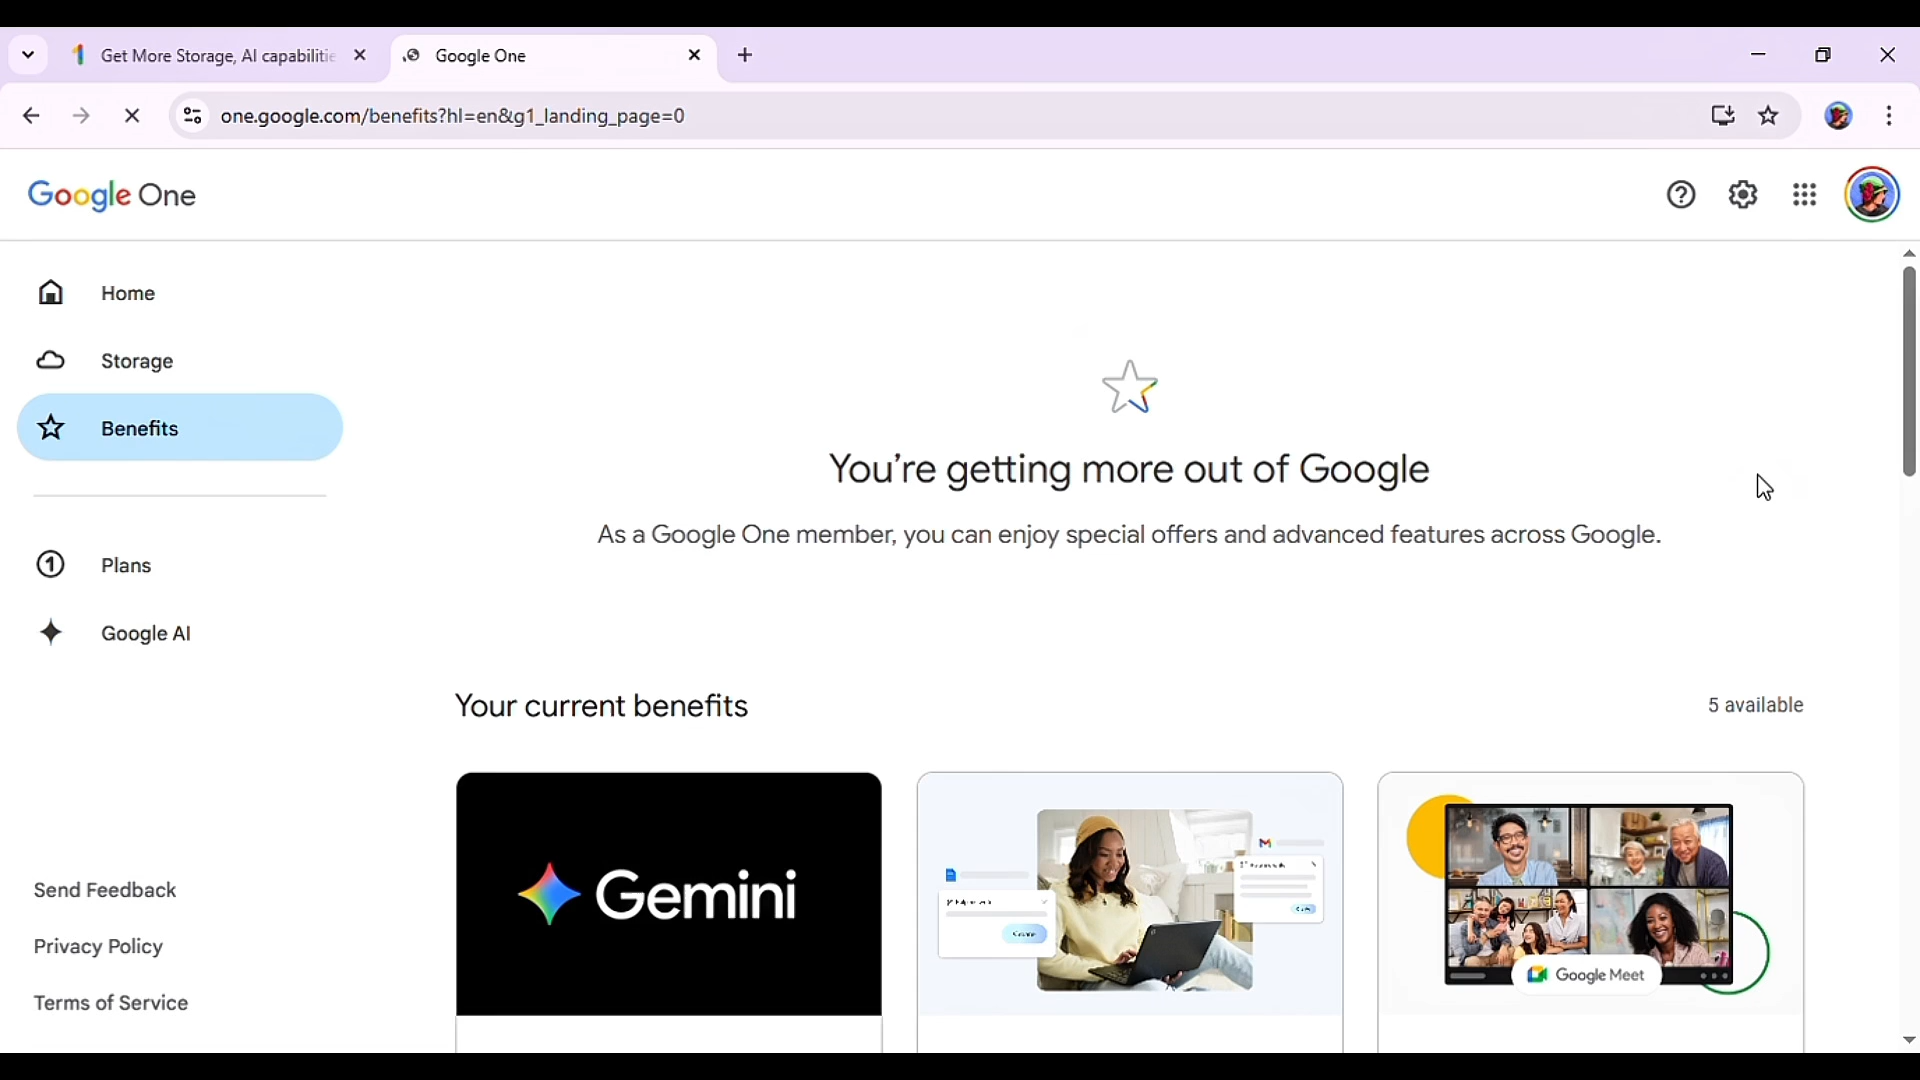 Get More Storage, AI capabilitie
Google One
one.google.com/benefits?hl=en&g1_landing_page=0
Google One
Home
Storage
Benefits
Plans
Google AI
Send Feedback
Privacy Policy
Terms of Service
You're getting more out of Google
As a Google One member, you can enjoy special offers and advanced features across Google.
Your current benefits
5 available
Gemini
Google Meet